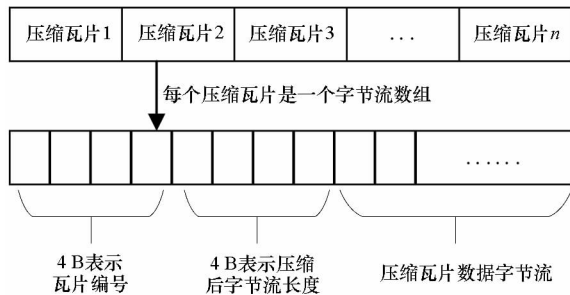 压缩瓦片1 压缩瓦片2 压缩瓦片3 ... 压缩瓦片n
每个压缩瓦片是一个字节流数组
......
4 B表示 4 B表示压缩 压缩瓦片数据字节流
瓦片编号 后字节流长度